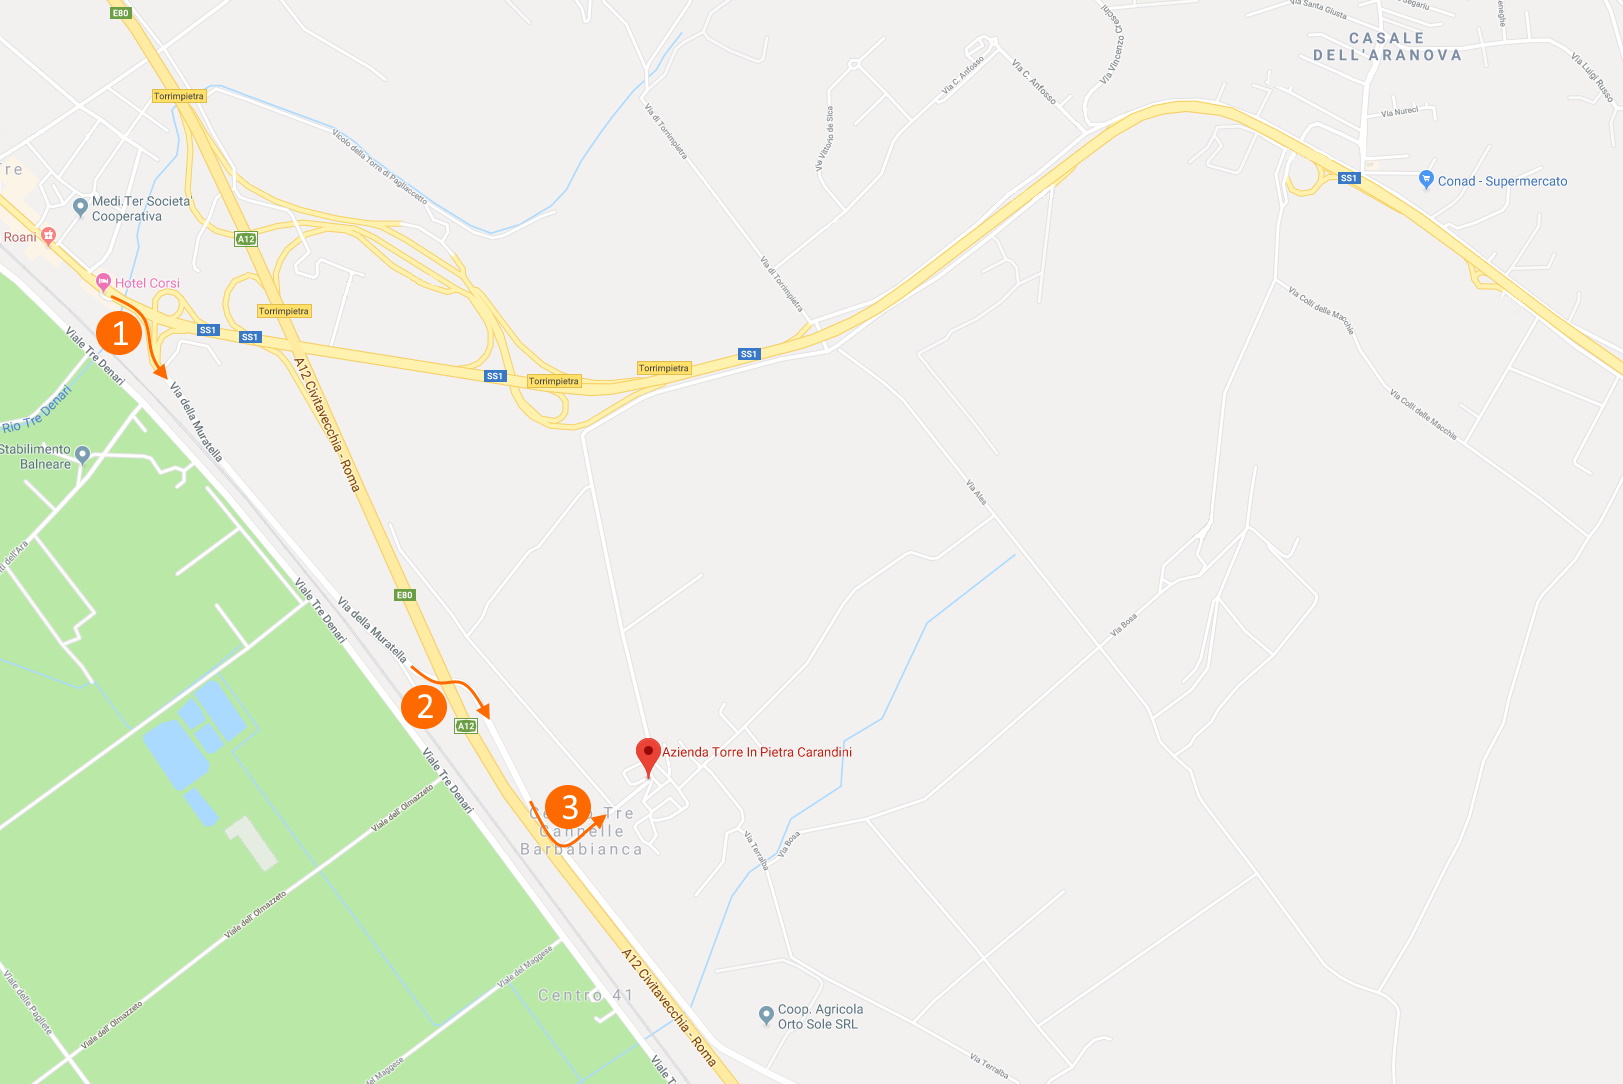 E80
Via Santa Giusta
CASALE
DELL'ARANOVA
Via Vincenzo Crescini
Via Luigi Russo
Via C. Anfosso
Via C. Anfosso
Torrimpietra
Via di Torrimpietra
Via Vittorio de Sica
Via Nureci
Vicolo della Torre di Pagliaccetto
Tre
SS1
Conad - Supermercato
Medi.Ter Societa'
Cooperativa
Roani
A12
Hotel Corsi
Via di Torrimpietra
Via Colli delle Macchie
Torrimpietra
1
SS1
SS1
Viale Tre Denari
SS1
Torrimpietra
SS1
Torrimpietra
Via della Muratella
A12 Civitavecchia - Roma
Rio Tre Denari
Via Colli delle Macchie
Stabilimento
Balneare
Via Ales
E80
Viale Tre Denari
Via della Muratella
Via Bosa
2
A12
Azienda Torre In Pietra Carandini
Viale Tre Denari
Viale dell' Olmazzeto
3
Tre
Cannelle
Barbabianca
Via Terralba
Via Bosa
Viale dell' Olmazzeto
A12 Civitavecchia - Roma
Viale del Maggese
Viale delle Pagliete
Centro 41
Coop. Agricola
Orto Sole SRL
Viale dell' Olmazzeto
del Maggese
Viale T
Via Terralba